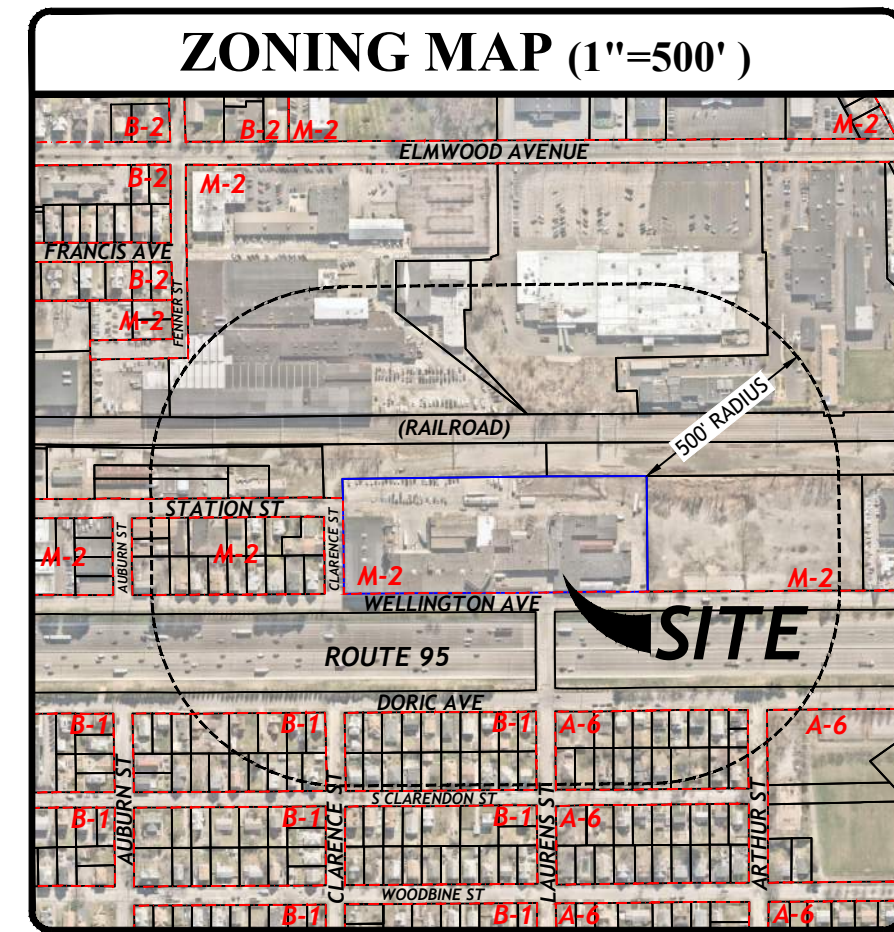 ZONING MAP (1"=500' )
B-2
B-2
M-2
M-2
ELMWOOD AVENUE
B-2
M-2
FRANCIS AVE
B-2
FENNER ST
M-2
500' RADIUS
(RAILROAD)
STATION ST
AUBURN ST
CLARENCE ST
M-2
M-2
M-2
M-2
WELLINGTON AVE
SITE
ROUTE 95
DORIC AVE
B-1
B-1
B-1
A-6
A-6
AUBURN ST
CLARENCE ST
S CLARENDON ST
LAURENS ST
ARTHUR ST
B-1
B-1
B-1
A-6
WOODBINE ST
B-1
B-1
A-6
A-6